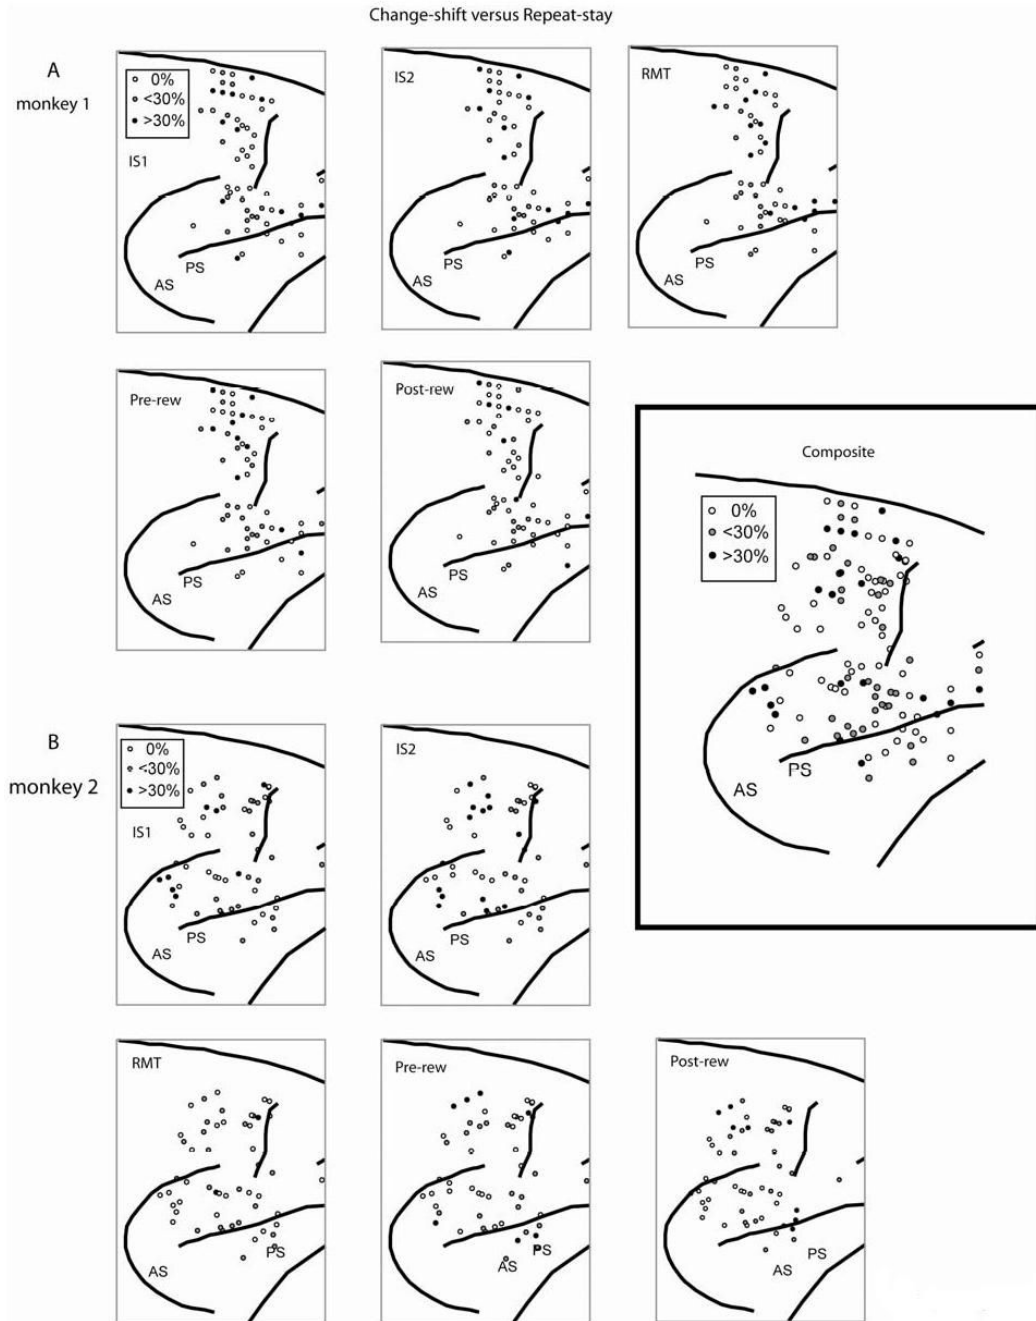 Change-shift versus Repeat-stay
A
monkey 1
0%
<30%
>30%
IS1
PS
AS
IS2
PS
AS
RMT
PS
AS
Pre-rew
PS
AS
Post-rew
PS
AS
Composite
0%
<30%
>30%
PS
AS
B
monkey 2
0%
<30%
>30%
IS1
PS
AS
IS2
PS
AS
RMT
PS
AS
Pre-rew
PS
AS
Post-rew
PS
AS